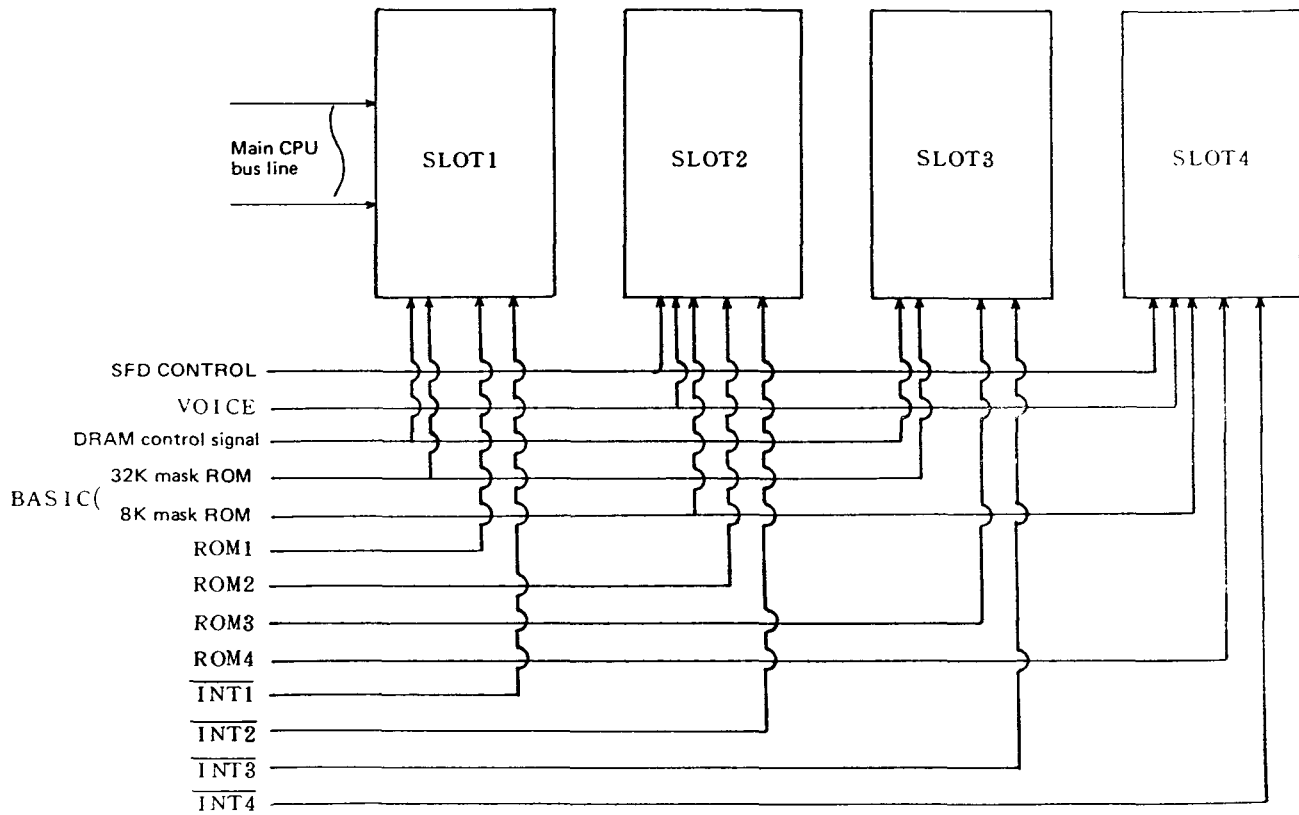 SLOT1
SLOT2
SLOT3
SLOT4
Main CPU
bus line
SFD CONTROL
VOICE
DRAM control signal
32K mask ROM
BASIC(
8K mask ROM
ROM1
ROM2
ROM3
ROM4
INT1
INT2
INT3
INT4